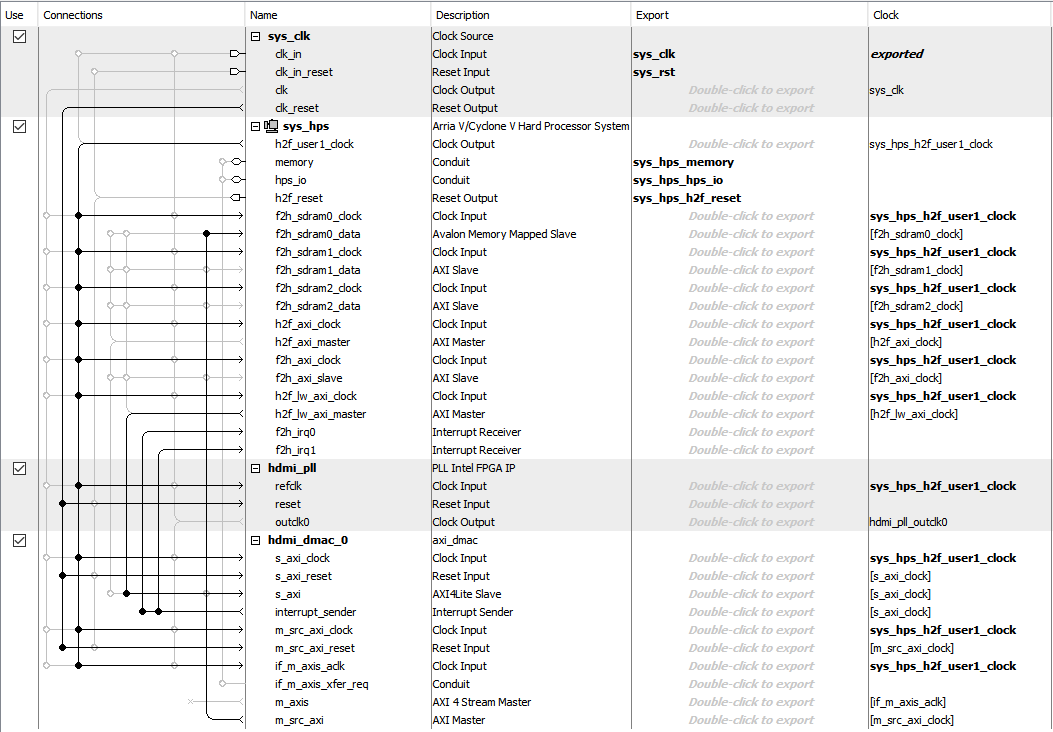 Use Connections Name Description Export Clock
sys_clk Clock Source
clk_in Clock Input sys_clk exported
clk_in_reset Reset Input sys_rst
clk Clock Output Double-click to export sys_clk
clk_reset Reset Output Double-click to export
sys_hps Arria V/Cyclone V Hard Processor System
h2f_user1_clock Clock Output Double-click to export sys_hps_h2f_user1_clock
memory Conduit sys_hps_memory
hps_io Conduit sys_hps_hps_io
h2f_reset Reset Output sys_hps_h2f_reset
f2h_sdram0_clock Clock Input Double-click to export sys_hps_h2f_user1_clock
f2h_sdram0_data Avalon Memory Mapped Slave Double-click to export [f2h_sdram0_clock]
f2h_sdram1_clock Clock Input Double-click to export sys_hps_h2f_user1_clock
f2h_sdram1_data AXI Slave Double-click to export [f2h_sdram1_clock]
f2h_sdram2_clock Clock Input Double-click to export sys_hps_h2f_user1_clock
f2h_sdram2_data AXI Slave Double-click to export [f2h_sdram2_clock]
h2f_axi_clock Clock Input Double-click to export sys_hps_h2f_user1_clock
h2f_axi_master AXI Master Double-click to export [h2f_axi_clock]
f2h_axi_clock Clock Input Double-click to export sys_hps_h2f_user1_clock
f2h_axi_slave AXI Slave Double-click to export [f2h_axi_clock]
h2f_lw_axi_clock Clock Input Double-click to export sys_hps_h2f_user1_clock
h2f_lw_axi_master AXI Master Double-click to export [h2f_lw_axi_clock]
f2h_irq0 Interrupt Receiver Double-click to export
f2h_irq1 Interrupt Receiver Double-click to export
hdmi_pll PLL Intel FPGA IP
refclk Clock Input Double-click to export sys_hps_h2f_user1_clock
reset Reset Input Double-click to export
outclk0 Clock Output Double-click to export hdmi_pll_outclk0
hdmi_dmac_0 axi_dmac
s_axi_clock Clock Input Double-click to export sys_hps_h2f_user1_clock
s_axi_reset Reset Input Double-click to export [s_axi_clock]
s_axi AXI4Lite Slave Double-click to export [s_axi_clock]
interrupt_sender Interrupt Sender Double-click to export [s_axi_clock]
m_src_axi_clock Clock Input Double-click to export sys_hps_h2f_user1_clock
m_src_axi_reset Reset Input Double-click to export [m_src_axi_clock]
if_m_axis_aclk Clock Input Double-click to export sys_hps_h2f_user1_clock
if_m_axis_xfer_req Conduit Double-click to export
m_axis AXI 4 Stream Master Double-click to export [if_m_axis_aclk]
m_src_axi AXI Master Double-click to export [m_src_axi_clock]